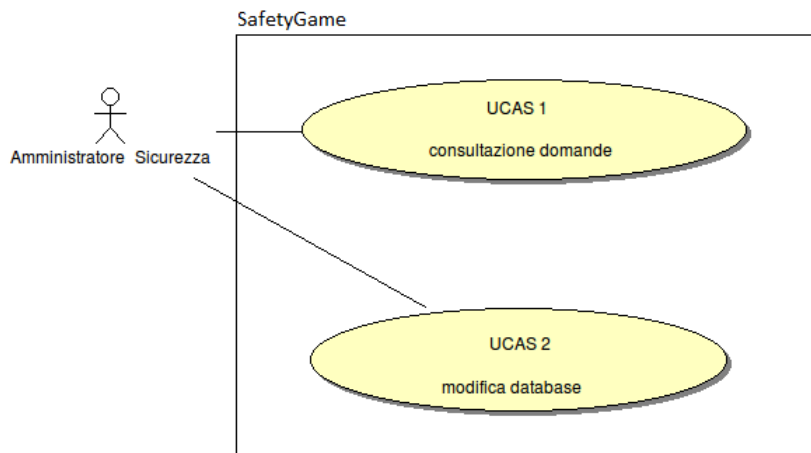 SafetyGame
UCAS 1
consultazione domande
Amministratore Sicurezza
UCAS 2
modifica database